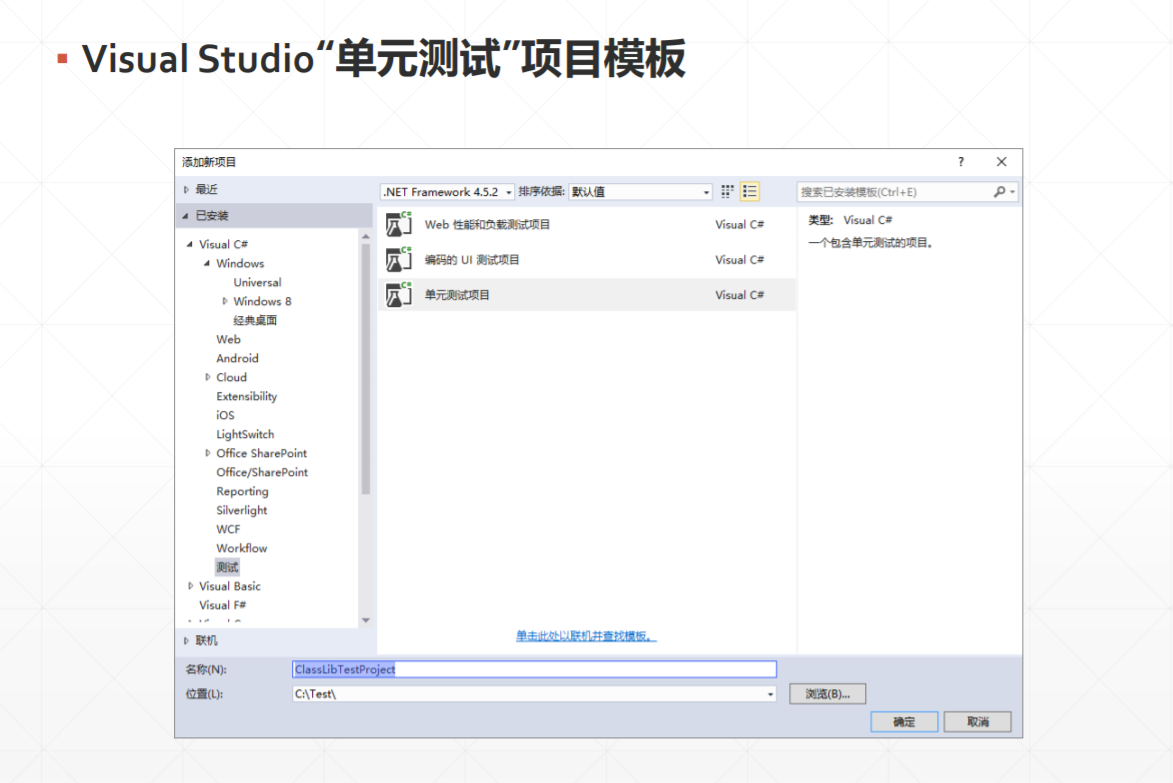 Visual Studio“单元测试”项目模板
添加新项目
?
最近
.NET Framework 4.5.2 排序依据: 默认值
搜索已安装模板(Ctrl+E)
已安装
Visual C#
Windows
Universal
Windows 8
经典桌面
Web
Android
Cloud
Extensibility
iOS
LightSwitch
Office SharePoint
Office/SharePoint
Reporting
Silverlight
WCF
Workflow
测试
Visual Basic
Visual F#
联机
Web 性能和负载测试项目 Visual C#
编码的 UI 测试项目 Visual C#
单元测试项目 Visual C#
类型: Visual C#
一个包含单元测试的项目。
单击此处以联机并查找模板。
名称(N): ClassLibTestProject
位置(L): C:\Test\
浏览(B)...
确定 取消